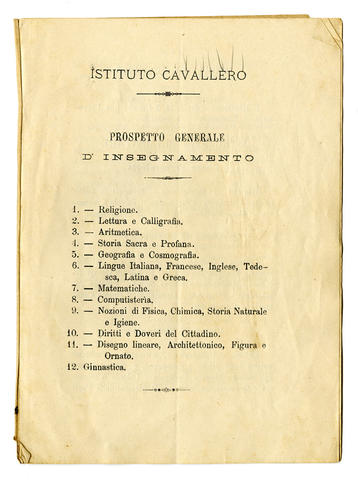 ISTITUTO CAVALLERO
PROSPETTO GENERALE
D'INSEGNAMENTO
1. — Religione.
2. — Lettura e Calligrafia.
3. — Aritmetica.
4. — Storia Sacra e Profana.
5. — Geografia e Cosmografia.
6. — Lingue Italiana, Francese, Inglese, Tede-
sca, Latina e Greca.
7. — Matematiche.
8. — Computisteria.
9. — Nozioni di Fisica, Chimica, Storia Naturale
e Igiene.
10. — Diritti e Doveri del Cittadino.
11. — Disegno lineare, Architettonico, Figura e
Ornato.
12. Ginnastica.